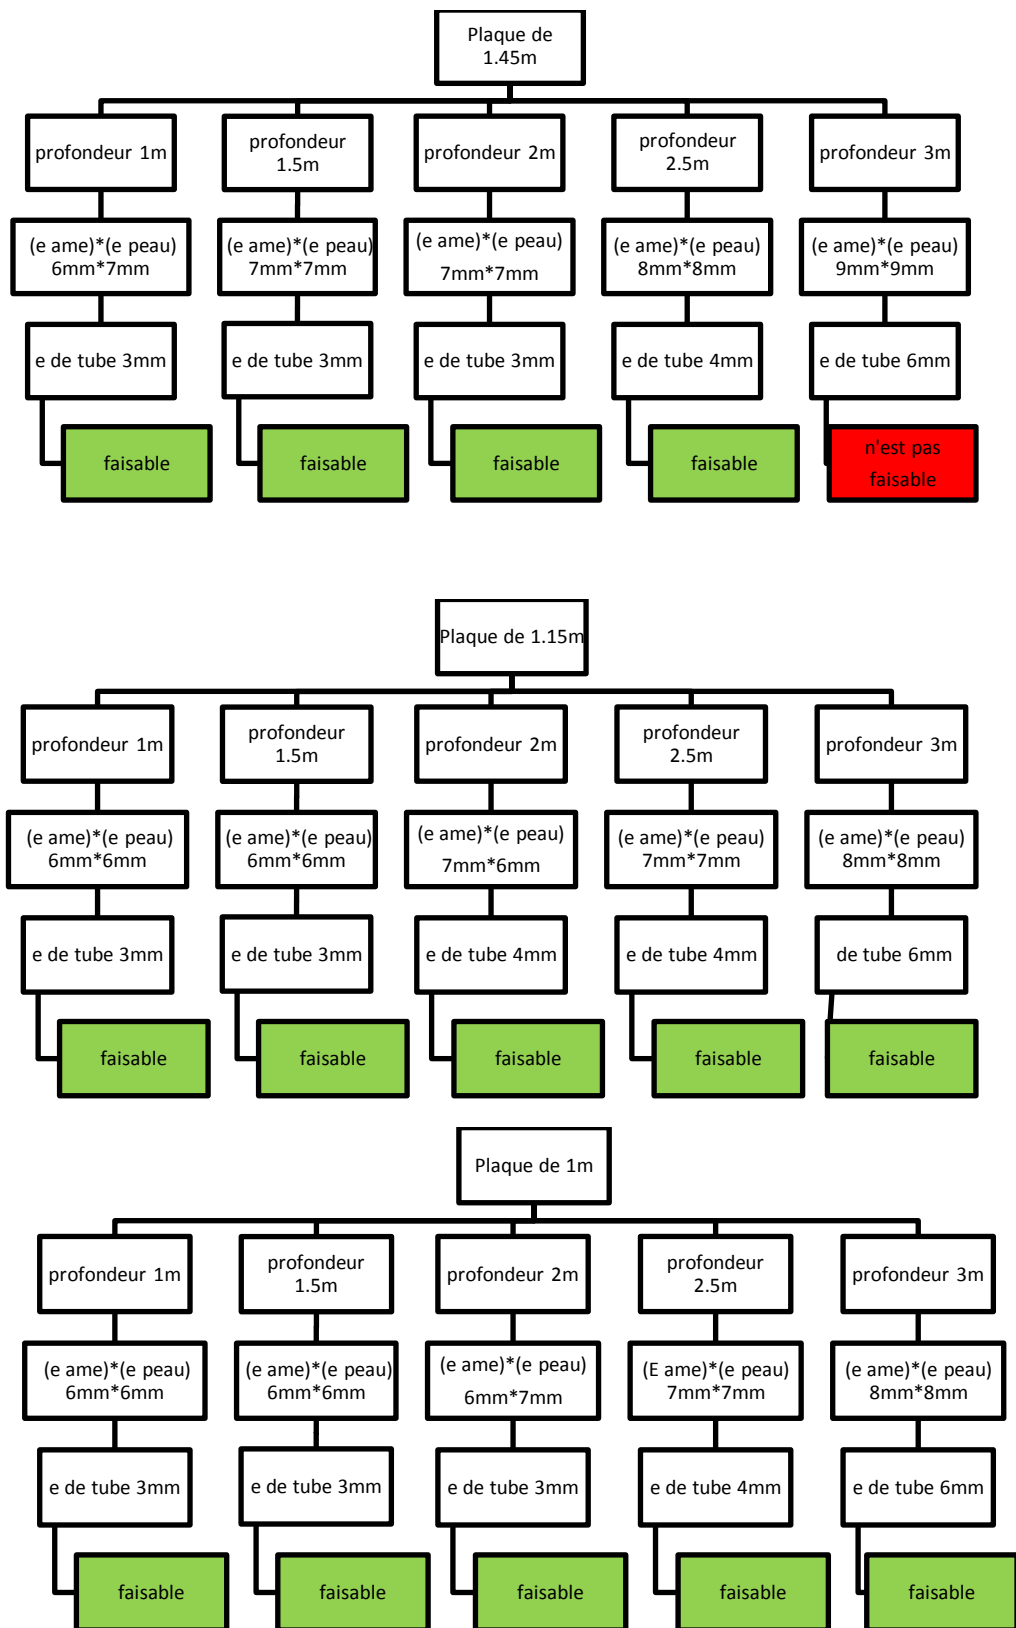 Plaque de
1.45m
profondeur 1m
profondeur
1.5m
profondeur 2m
profondeur
2.5m
profondeur 3m
(e ame)*(e peau)
6mm*7mm
(e ame)*(e peau)
7mm*7mm
(e ame)*(e peau)
7mm*7mm
(e ame)*(e peau)
8mm*8mm
(e ame)*(e peau)
9mm*9mm
e de tube 3mm
e de tube 3mm
e de tube 3mm
e de tube 4mm
e de tube 6mm
faisable
faisable
faisable
faisable
n'est pas
faisable
Plaque de 1.15m
profondeur 1m
profondeur
1.5m
profondeur 2m
profondeur
2.5m
profondeur 3m
(e ame)*(e peau)
6mm*6mm
(e ame)*(e peau)
6mm*6mm
(e ame)*(e peau)
7mm*6mm
(e ame)*(e peau)
7mm*7mm
(e ame)*(e peau)
8mm*8mm
e de tube 3mm
e de tube 3mm
e de tube 4mm
e de tube 4mm
de tube 6mm
faisable
faisable
faisable
faisable
faisable
Plaque de 1m
profondeur 1m
profondeur
1.5m
profondeur 2m
profondeur
2.5m
profondeur 3m
(e ame)*(e peau)
6mm*6mm
(e ame)*(e peau)
6mm*6mm
(e ame)*(e peau)
6mm*7mm
(E ame)*(e peau)
7mm*7mm
(e ame)*(e peau)
8mm*8mm
e de tube 3mm
e de tube 3mm
e de tube 3mm
e de tube 4mm
e de tube 6mm
faisable
faisable
faisable
faisable
faisable